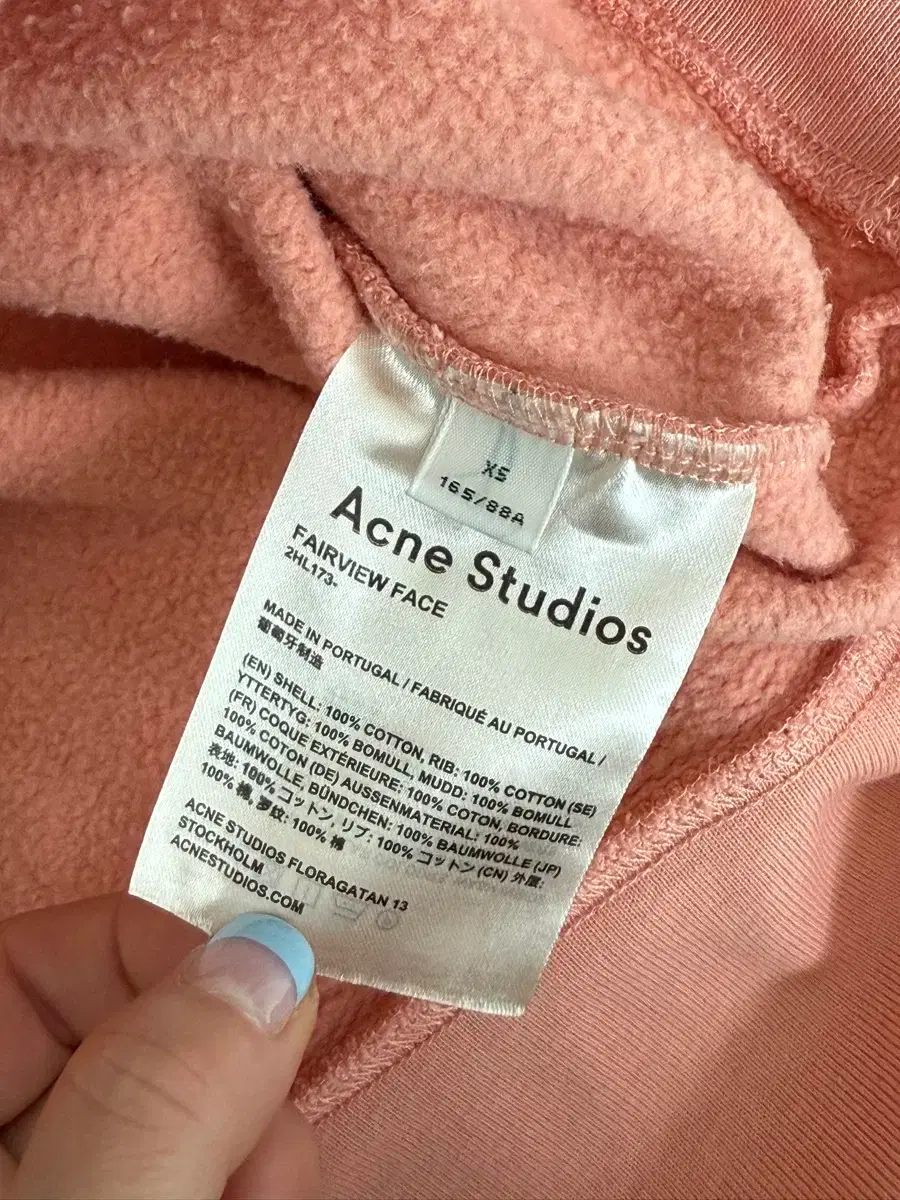 XS
165/88A
Acne Studios
FAIRVIEW FACE
2HL173-
MADE IN PORTUGAL / FABRIQUÉ AU PORTUGAL /
葡萄牙制造
(EN) SHELL: 100% COTTON, RIB: 100% COTTON (SE)
YTTERTYG: 100% BOMULL, MUDD: 100% BOMULL
(FR) COQUE EXTÉRIEURE: 100% COTON, BORDURE:
100% COTON (DE) AUSSENMATERIAL: 100%
BAUMWOLLE, BÜNDCHEN: 100% BAUMWOLLE (JP)
表地: 100% コットン, リブ: 100% コットン (CN) 外层:
100% 棉, 罗纹: 100% 棉
ACNE STUDIOS FLORAGATAN 13
STOCKHOLM
ACNESTUDIOS.COM